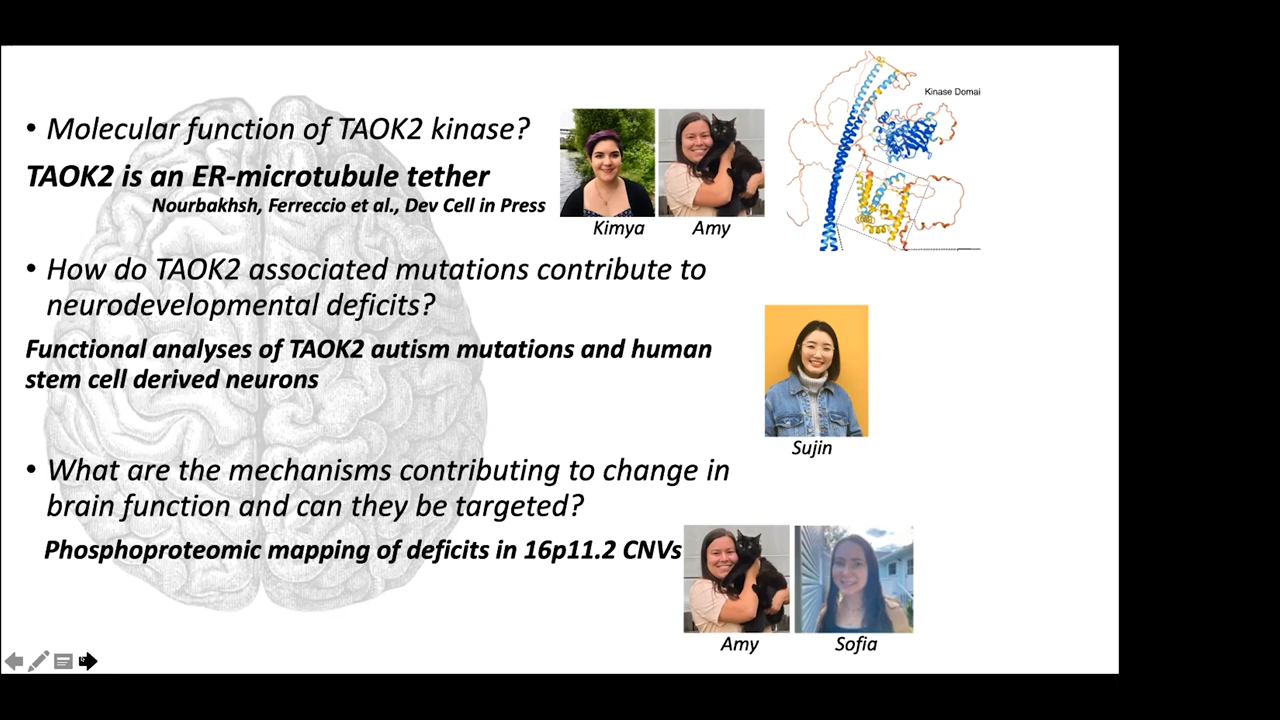 • Molecular function of TAOK2 kinase?
TAOK2 is an ER-microtubule tether
Nourbakhsh, Ferreccio et al., Dev Cell in Press
Kimya
Amy
Kinase Domai
• How do TAOK2 associated mutations contribute to
neurodevelopmental deficits?
Functional analyses of TAOK2 autism mutations and human
stem cell derived neurons
Sujin
• What are the mechanisms contributing to change in
brain function and can they be targeted?
Phosphoproteomic mapping of deficits in 16p11.2 CNVs
Amy
Sofia